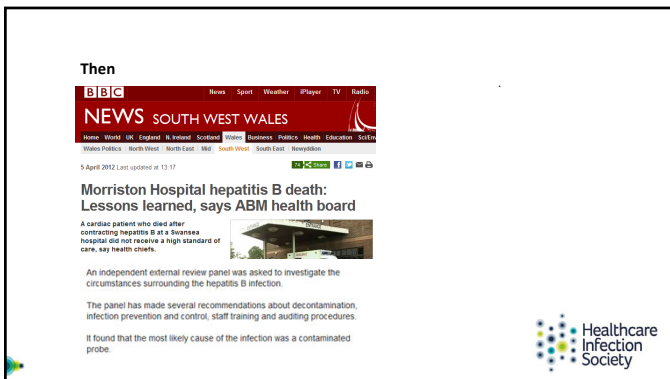 Then
BBC News Sport Weather iPlayer TV Radio
NEWS SOUTH WEST WALES
Home World UK England N. Ireland Scotland Wales Business Politics Health Education Sci/Env
Wales Politics North West North East Mid South West South East Newyddion
5 April 2012 Last updated at 13:17
74 Share
Morriston Hospital hepatitis B death:
Lessons learned, says ABM health board
A cardiac patient who died after
contracting hepatitis B at a Swansea
hospital did not receive a high standard of
care, say health chiefs.
An independent external review panel was asked to investigate the
circumstances surrounding the hepatitis B infection.
The panel has made several recommendations about decontamination,
infection prevention and control, staff training and auditing procedures.
It found that the most likely cause of the infection was a contaminated
probe.
Healthcare
Infection
Society